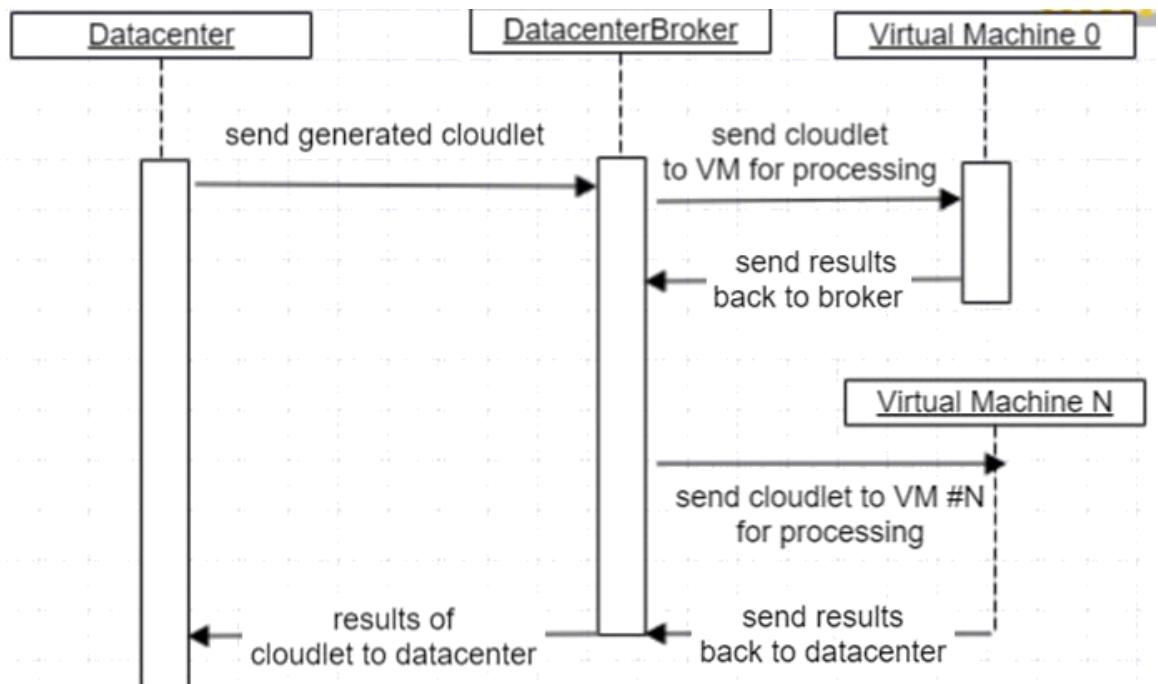 Datacenter
DatacenterBroker
Virtual Machine 0
send generated cloudlet
send cloudlet
to VM for processing
send results
back to broker
Virtual Machine N
send cloudlet to VM #N
for processing
results of
cloudlet to datacenter
send results
back to datacenter